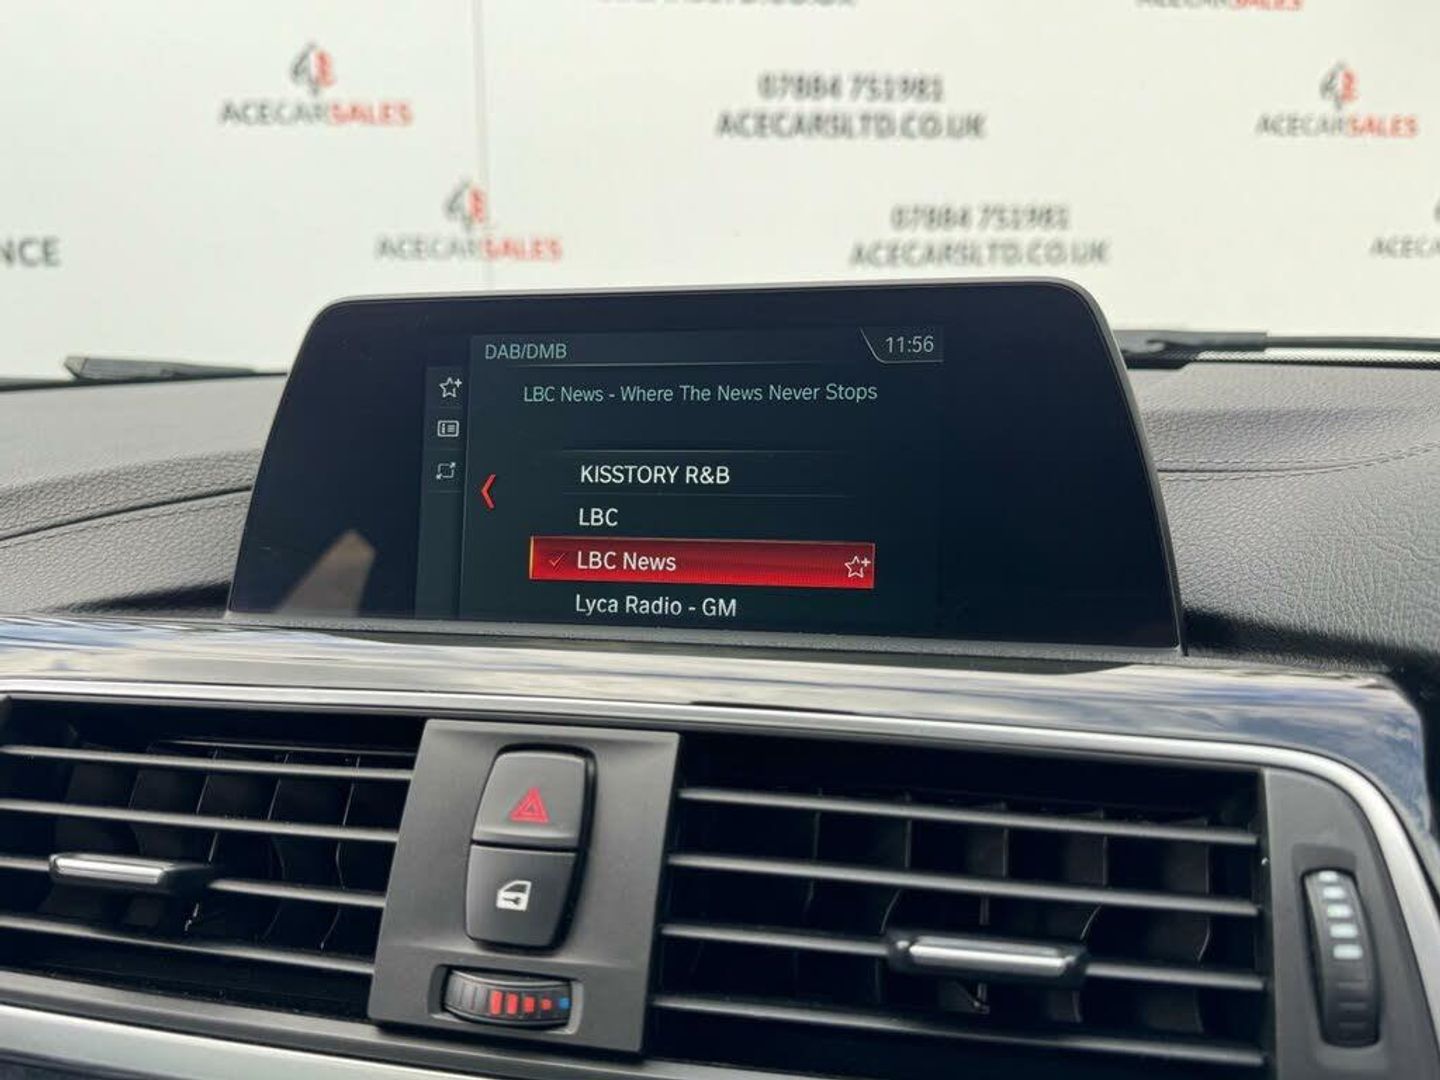 ACECARSALES
07884 751981
ACECARSLTD.CO.UK
ACECARSALES
ACECARSALES
07884 751981
ACECARSLTD.CO.UK
NCE
DAB/DMB
11:56
LBC News - Where The News Never Stops
KISSTORY R&B
LBC
LBC News
Lyca Radio - GM